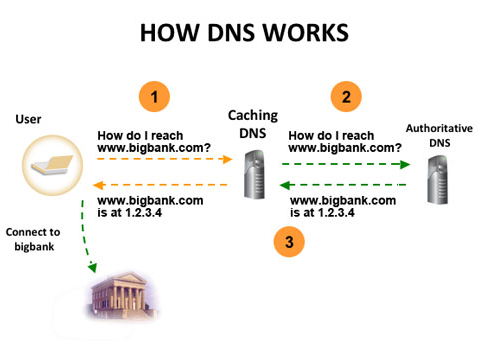 HOW DNS WORKS
1
2
User
Caching
DNS
Authoritative
DNS
How do I reach
www.bigbank.com?
How do I reach
www.bigbank.com?
www.bigbank.com
is at 1.2.3.4
www.bigbank.com
is at 1.2.3.4
3
Connect to
bigbank